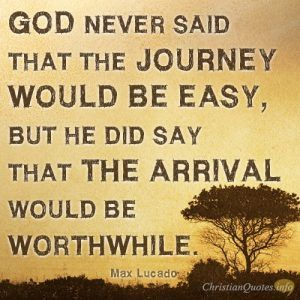 GOD NEVER SAID
THAT THE JOURNEY
WOULD BE EASY,
BUT HE DID SAY
THAT THE ARRIVAL
WOULD BE
WORTHWHILE.
Max Lucado
ChristianQuotes.info